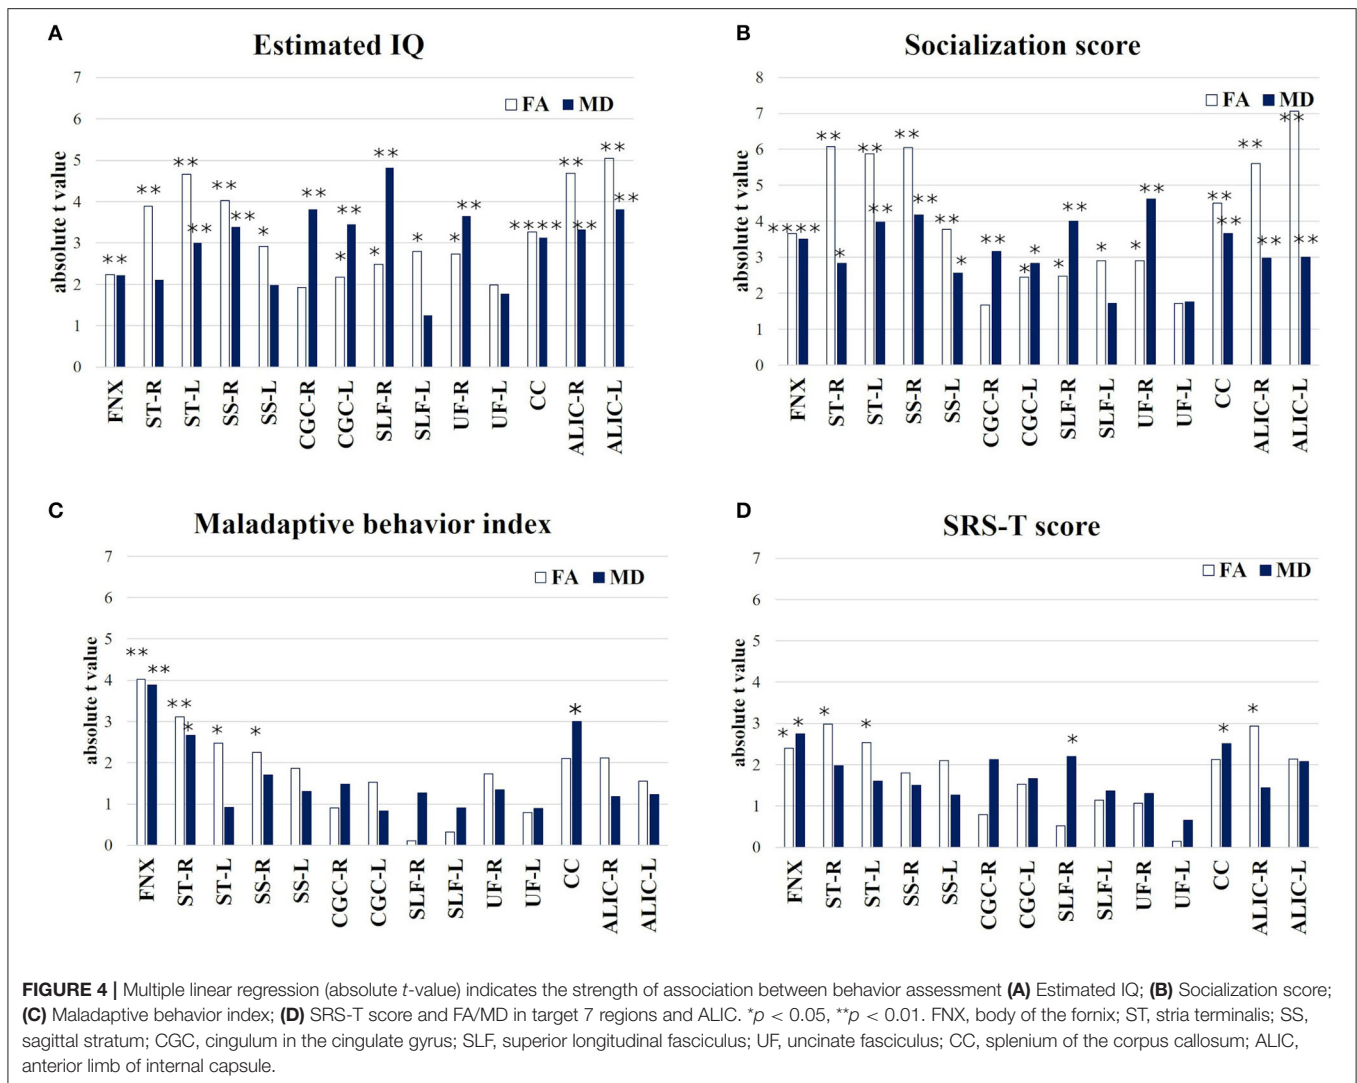 A
Estimated IQ
FA MD
absolute t value
7
6
5
4
3
2
1
0
** ** ** ** ** ** * ** * ** * ** * * ** **** ** ** ** **
FNX ST-R ST-L SS-R SS-L CGC-R CGC-L SLF-R SLF-L UF-R UF-L CC ALIC-R ALIC-L
B
Socialization score
FA MD
absolute t value
8
7
6
5
4
3
2
1
0
**** ** * ** ** ** ** ** * ** * * * ** * * ** ** ** ** ** ** **
FNX ST-R ST-L SS-R SS-L CGC-R CGC-L SLF-R SLF-L UF-R UF-L CC ALIC-R ALIC-L
C
Maladaptive behavior index
FA MD
absolute t value
7
6
5
4
3
2
1
0
** ** ** * * * *
FNX ST-R ST-L SS-R SS-L CGC-R CGC-L SLF-R SLF-L UF-R UF-L CC ALIC-R ALIC-L
D
SRS-T score
FA MD
absolute t value
7
6
5
4
3
2
1
0
* * * * * * *
FNX ST-R ST-L SS-R SS-L CGC-R CGC-L SLF-R SLF-L UF-R UF-L CC ALIC-R ALIC-L
FIGURE 4 | Multiple linear regression (absolute t-value) indicates the strength of association between behavior assessment (A) Estimated IQ; (B) Socialization score;
(C) Maladaptive behavior index; (D) SRS-T score and FA/MD in target 7 regions and ALIC. *p < 0.05, **p < 0.01. FNX, body of the fornix; ST, stria terminalis; SS,
sagittal stratum; CGC, cingulum in the cingulate gyrus; SLF, superior longitudinal fasciculus; UF, uncinate fasciculus; CC, splenium of the corpus callosum; ALIC,
anterior limb of internal capsule.